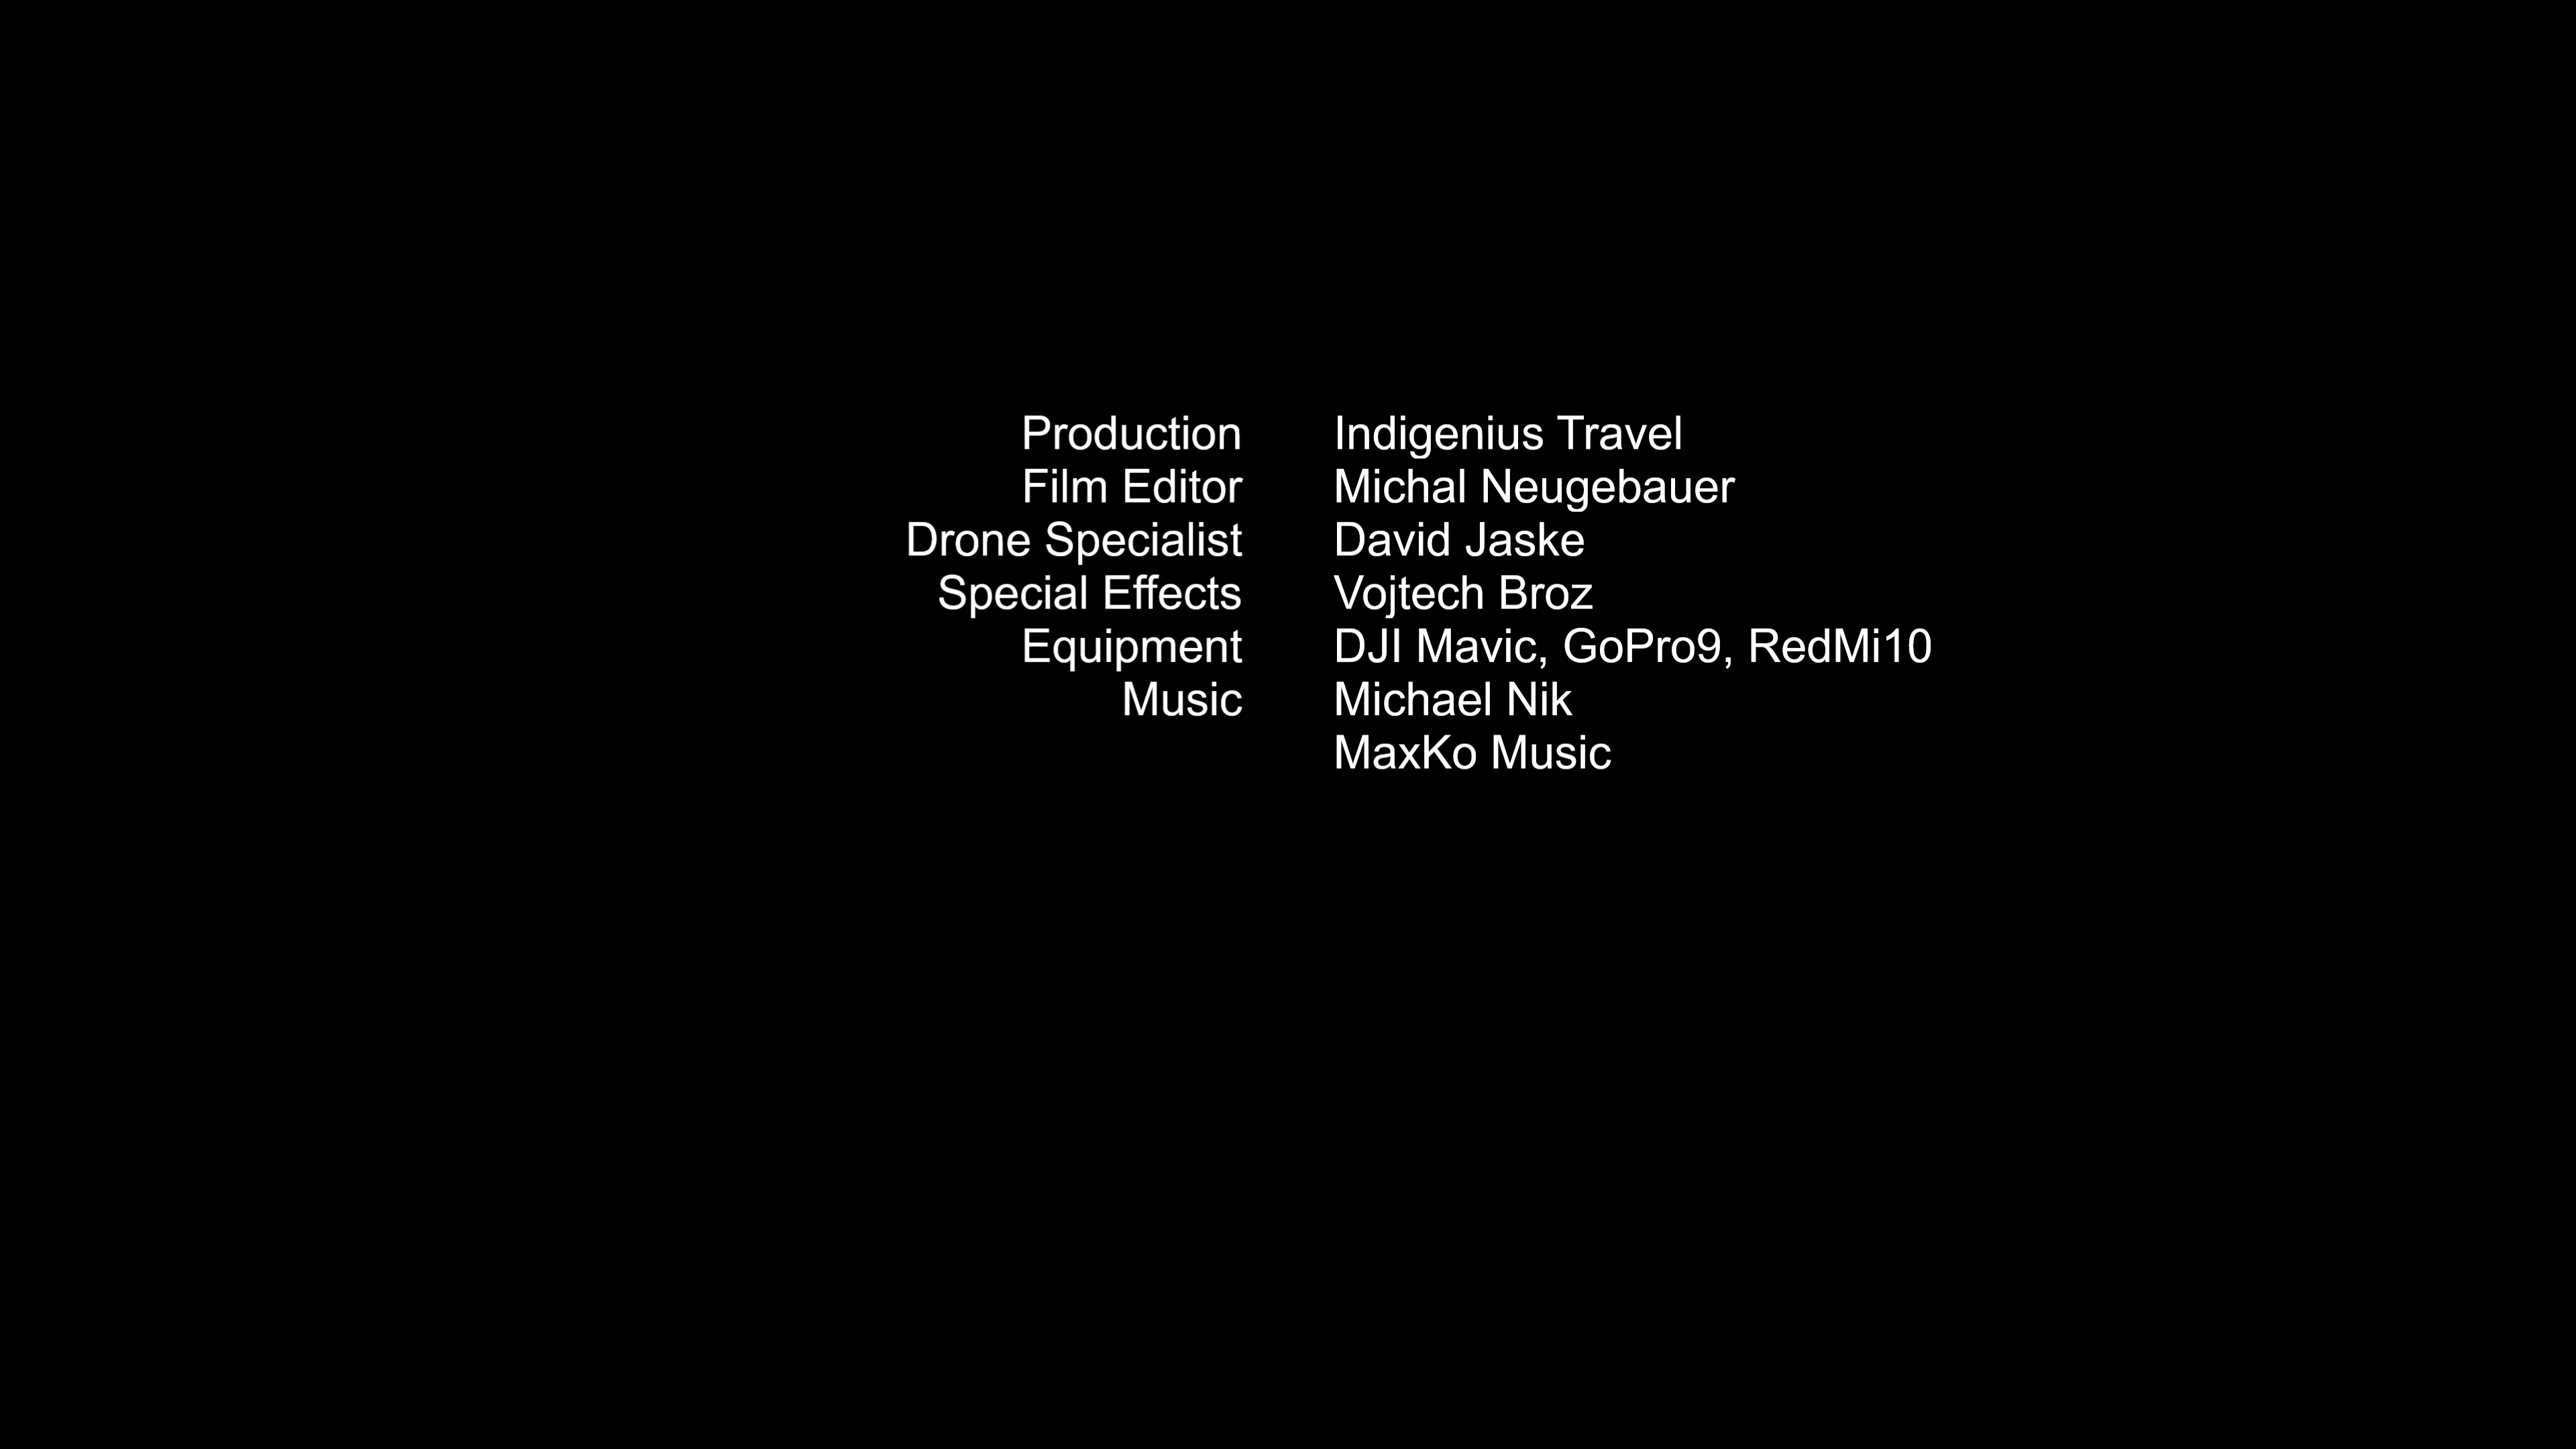 Production Indigenius Travel
Film Editor Michal Neugebauer
Drone Specialist David Jaske
Special Effects Vojtech Broz
Equipment DJI Mavic, GoPro9, RedMi10
Music Michael Nik
MaxKo Music